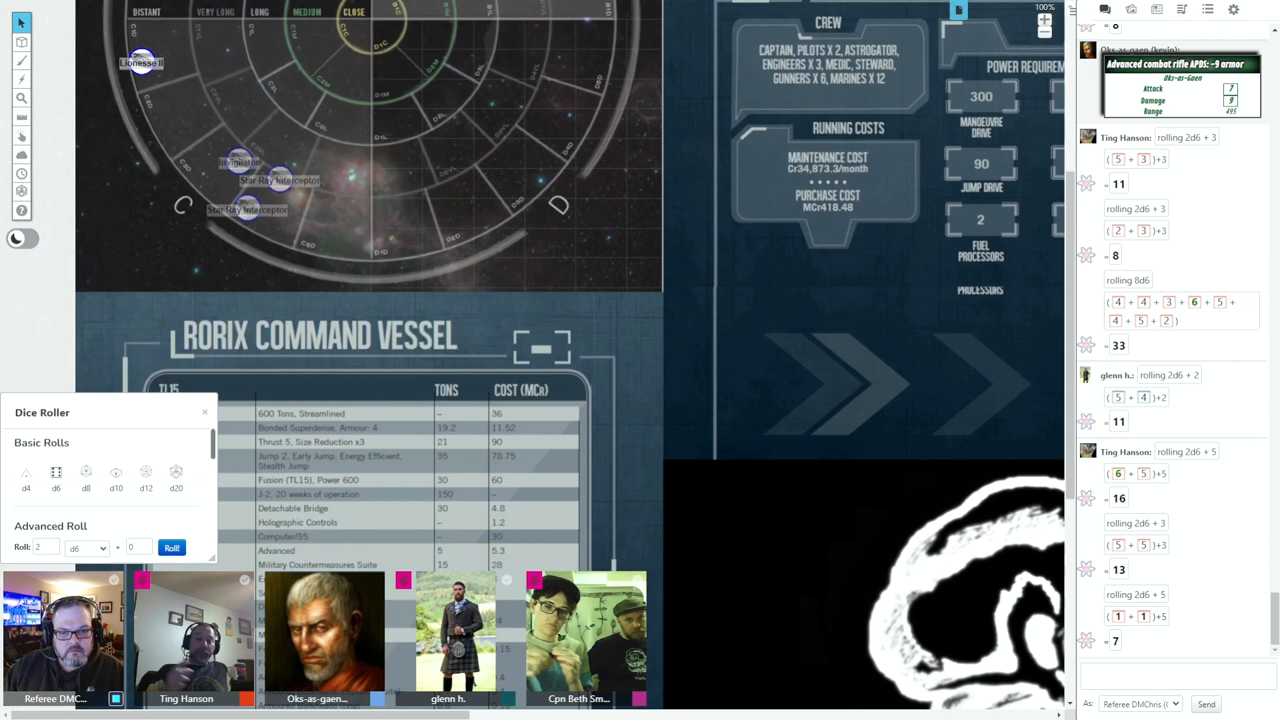 DISTANT
VERY LONG
LONG
MEDIUM
CLOSE
B1C
D1C
Lionesse II
Invigilator
Star Ray Interceptor
Star Ray Interceptor
C
D
D1L
D1D
RORIX COMMAND VESSEL
TL15
TONS
COST (MCR)
600 Tons, Streamlined
–
36
Bonded Superdense, Armour: 4
19.2
11.52
Thrust 5, Size Reduction x3
21
90
Jump 2, Early Jump, Energy Efficient,
Stealth Jump
35
78.75
Fusion (TL15), Power 600
30
60
J-2, 20 weeks of operation
150
–
Detachable Bridge
30
4.8
Holographic Controls
–
1.2
Computer/35
–
30
Advanced
5
5.3
Military Countermeasures Suite
15
28
CREW
CAPTAIN, PILOTS X 2, ASTROGATOR,
ENGINEERS X 3, MEDIC, STEWARD,
GUNNERS X 6, MARINES X 12
RUNNING COSTS
MAINTENANCE COST
Cr34,873.3/month
PURCHASE COST
MCr418.48
POWER REQUIREME
300
MANOEUVRE
DRIVE
90
JUMP DRIVE
2
FUEL
PROCESSORS
PROCESSORS
100%
Dice Roller
×
Basic Rolls
d4
d6
d8
d10
d12
d20
Advanced Roll
Roll:
2
d6
+
0
Roll!
Referee DMC...
Ting Hanson
Oks-as-gaen...
glenn h.
Cpn Beth Sm...
Oks-as-gaen (kevin):
Advanced combat rifle APDS: -9 armor
Oks-as-Gaen
Attack 7
Damage 9
Range 495
Ting Hanson: rolling 2d6 + 3
( 5 + 3 )+3
= 11
rolling 2d6 + 3
( 2 + 3 )+3
= 8
rolling 8d6
( 4 + 4 + 3 + 6 + 5 +
4 + 5 + 2 )
= 33
glenn h.: rolling 2d6 + 2
( 5 + 4 )+2
= 11
Ting Hanson: rolling 2d6 + 5
( 6 + 5 )+5
= 16
rolling 2d6 + 3
( 5 + 5 )+3
= 13
rolling 2d6 + 5
( 1 + 1 )+5
= 7
As:
Referee DMChris (
Send